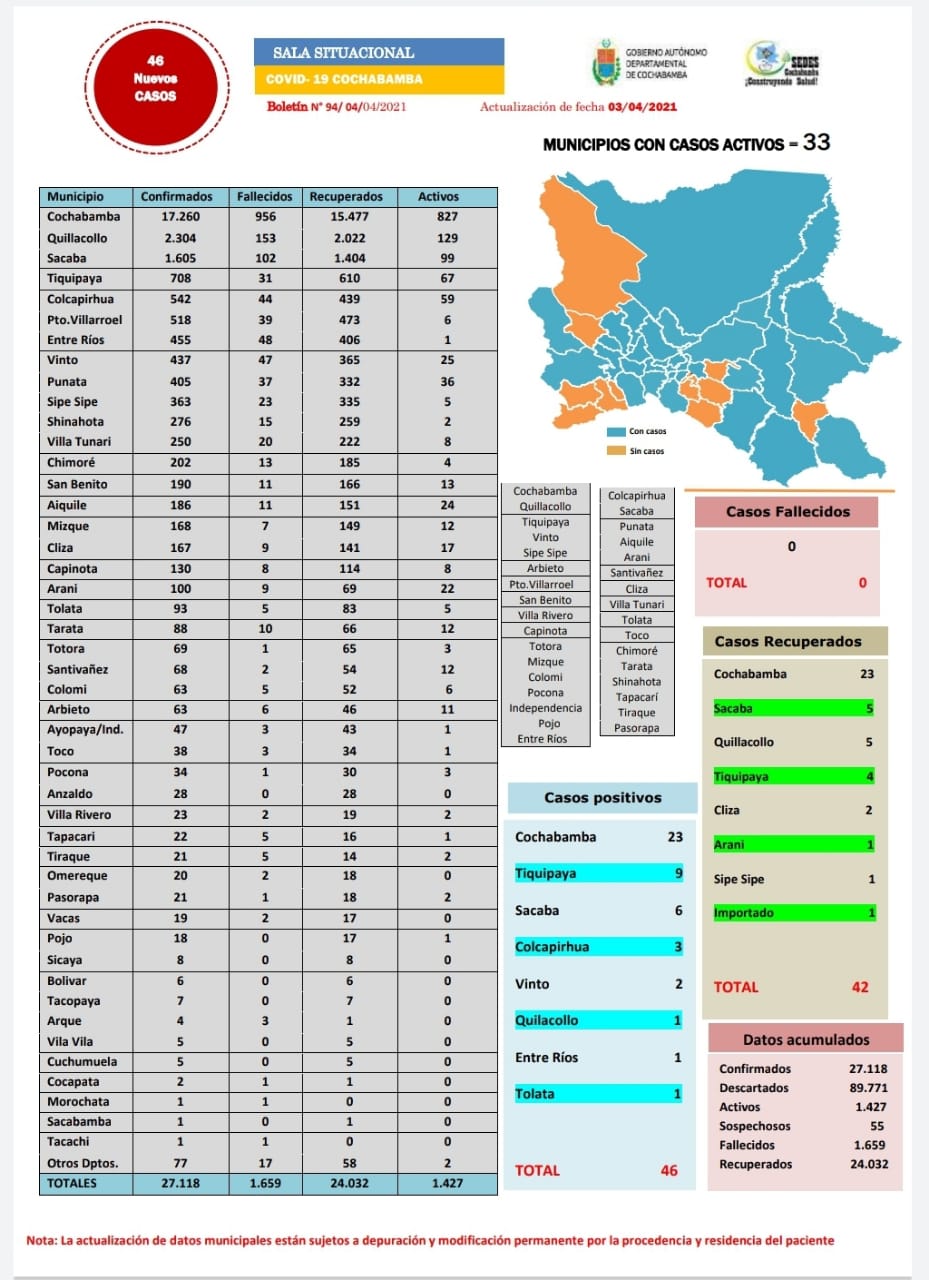 46
Nuevos
CASOS
SALA SITUACIONAL
COVID- 19 COCHABAMBA
Boletín N° 94/ 04/04/2021
Actualización de fecha 03/04/2021
GOBIERNO AUTÓNOMO
DEPARTAMENTAL
DE COCHABAMBA
SEDES
Cochabamba
¡Construyendo Salud!
MUNICIPIOS CON CASOS ACTIVOS = 33
Municipio Confirmados Fallecidos Recuperados Activos
Cochabamba 17.260 956 15.477 827
Quillacollo 2.304 153 2.022 129
Sacaba 1.605 102 1.404 99
Tiquipaya 708 31 610 67
Colcapirhua 542 44 439 59
Pto.Villarroel 518 39 473 6
Entre Ríos 455 48 406 1
Vinto 437 47 365 25
Punata 405 37 332 36
Sipe Sipe 363 23 335 5
Shinahota 276 15 259 2
Villa Tunari 250 20 222 8
Chimoré 202 13 185 4
San Benito 190 11 166 13
Aiquile 186 11 151 24
Mizque 168 7 149 12
Cliza 167 9 141 17
Capinota 130 8 114 8
Arani 100 9 69 22
Tolata 93 5 83 5
Tarata 88 10 66 12
Totora 69 1 65 3
Santivañez 68 2 54 12
Colomi 63 5 52 6
Arbieto 63 6 46 11
Ayopaya/Ind. 47 3 43 1
Toco 38 3 34 1
Pocona 34 1 30 3
Anzaldo 28 0 28 0
Villa Rivero 23 2 19 2
Tapacari 22 5 16 1
Tiraque 21 5 14 2
Omereque 20 2 18 0
Pasorapa 21 1 18 2
Vacas 19 2 17 0
Pojo 18 0 17 1
Sicaya 8 0 8 0
Bolivar 6 0 6 0
Tacopaya 7 0 7 0
Arque 4 3 1 0
Vila Vila 5 0 5 0
Cuchumuela 5 0 5 0
Cocapata 2 1 1 0
Morochata 1 1 0 0
Sacabamba 1 0 1 0
Tacachi 1 1 0 0
Otros Dptos. 77 17 58 2
TOTALES 27.118 1.659 24.032 1.427
Con casos
Sin casos
Cochabamba
Quillacollo
Tiquipaya
Vinto
Sipe Sipe
Arbieto
Pto.Villarroel
San Benito
Villa Rivero
Capinota
Totora
Mizque
Colomi
Pocona
Independencia
Pojo
Entre Ríos
Colcapirhua
Sacaba
Punata
Aiquile
Arani
Santivañez
Cliza
Villa Tunari
Tolata
Toco
Chimoré
Tarata
Shinahota
Tapacarí
Tiraque
Pasorapa
Casos Fallecidos
0
TOTAL 0
Casos Recuperados
Cochabamba 23
Sacaba 5
Quillacollo 5
Tiquipaya 4
Cliza 2
Arani 1
Sipe Sipe 1
Importado 1
TOTAL 42
Casos positivos
Cochabamba 23
Tiquipaya 9
Sacaba 6
Colcapirhua 3
Vinto 2
Quilacollo 1
Entre Ríos 1
Tolata 1
TOTAL 46
Datos acumulados
Confirmados 27.118
Descartados 89.771
Activos 1.427
Sospechosos 55
Fallecidos 1.659
Recuperados 24.032
Nota: La actualización de datos municipales están sujetos a depuración y modificación permanente por la procedencia y residencia del paciente